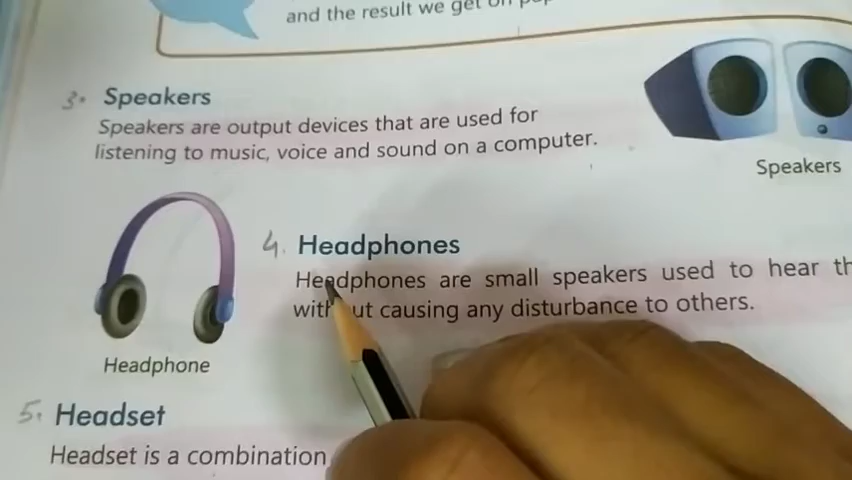 and the result we get on
3. Speakers
Speakers are output devices that are used for
listening to music, voice and sound on a computer.
Speakers
4. Headphones
Headphones are small speakers used to hear
without causing any disturbance to others.
Headphone
5. Headset
Headset is a combination